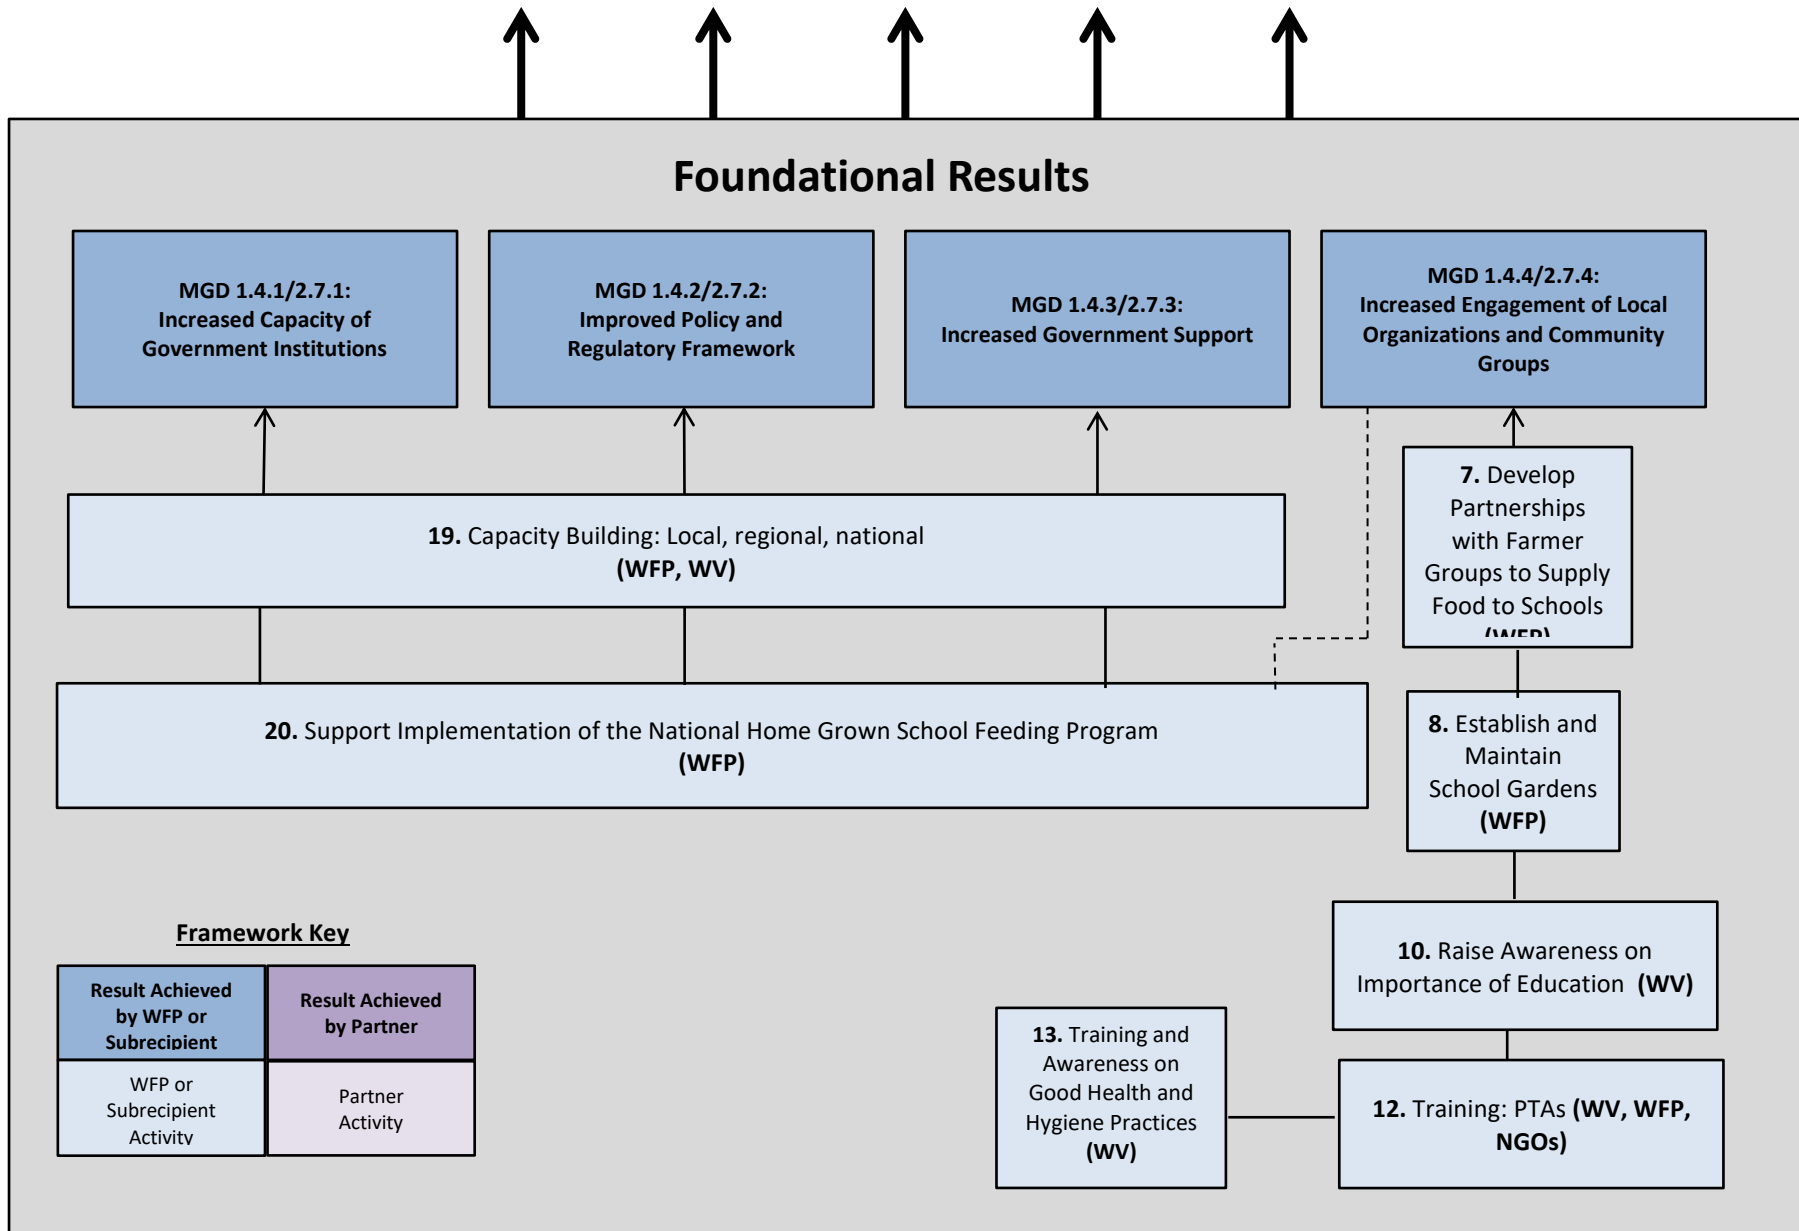 Foundational Results
MGD 1.4.1/2.7.1:
Increased Capacity of
Government Institutions
MGD 1.4.2/2.7.2:
Improved Policy and
Regulatory Framework
MGD 1.4.3/2.7.3:
Increased Government Support
MGD 1.4.4/2.7.4:
Increased Engagement of Local
Organizations and Community
Groups
7. Develop
Partnerships
with Farmer
Groups to Supply
Food to Schools
(WFP)
19. Capacity Building: Local, regional, national
(WFP, WV)
20. Support Implementation of the National Home Grown School Feeding Program
(WFP)
8. Establish and
Maintain
School Gardens
(WFP)
10. Raise Awareness on
Importance of Education (WV)
13. Training and
Awareness on
Good Health and
Hygiene Practices
(WV)
12. Training: PTAs (WV, WFP,
NGOs)
Framework Key
Result Achieved
by WFP or
Subrecipient
Result Achieved
by Partner
WFP or
Subrecipient
Activity
Partner
Activity